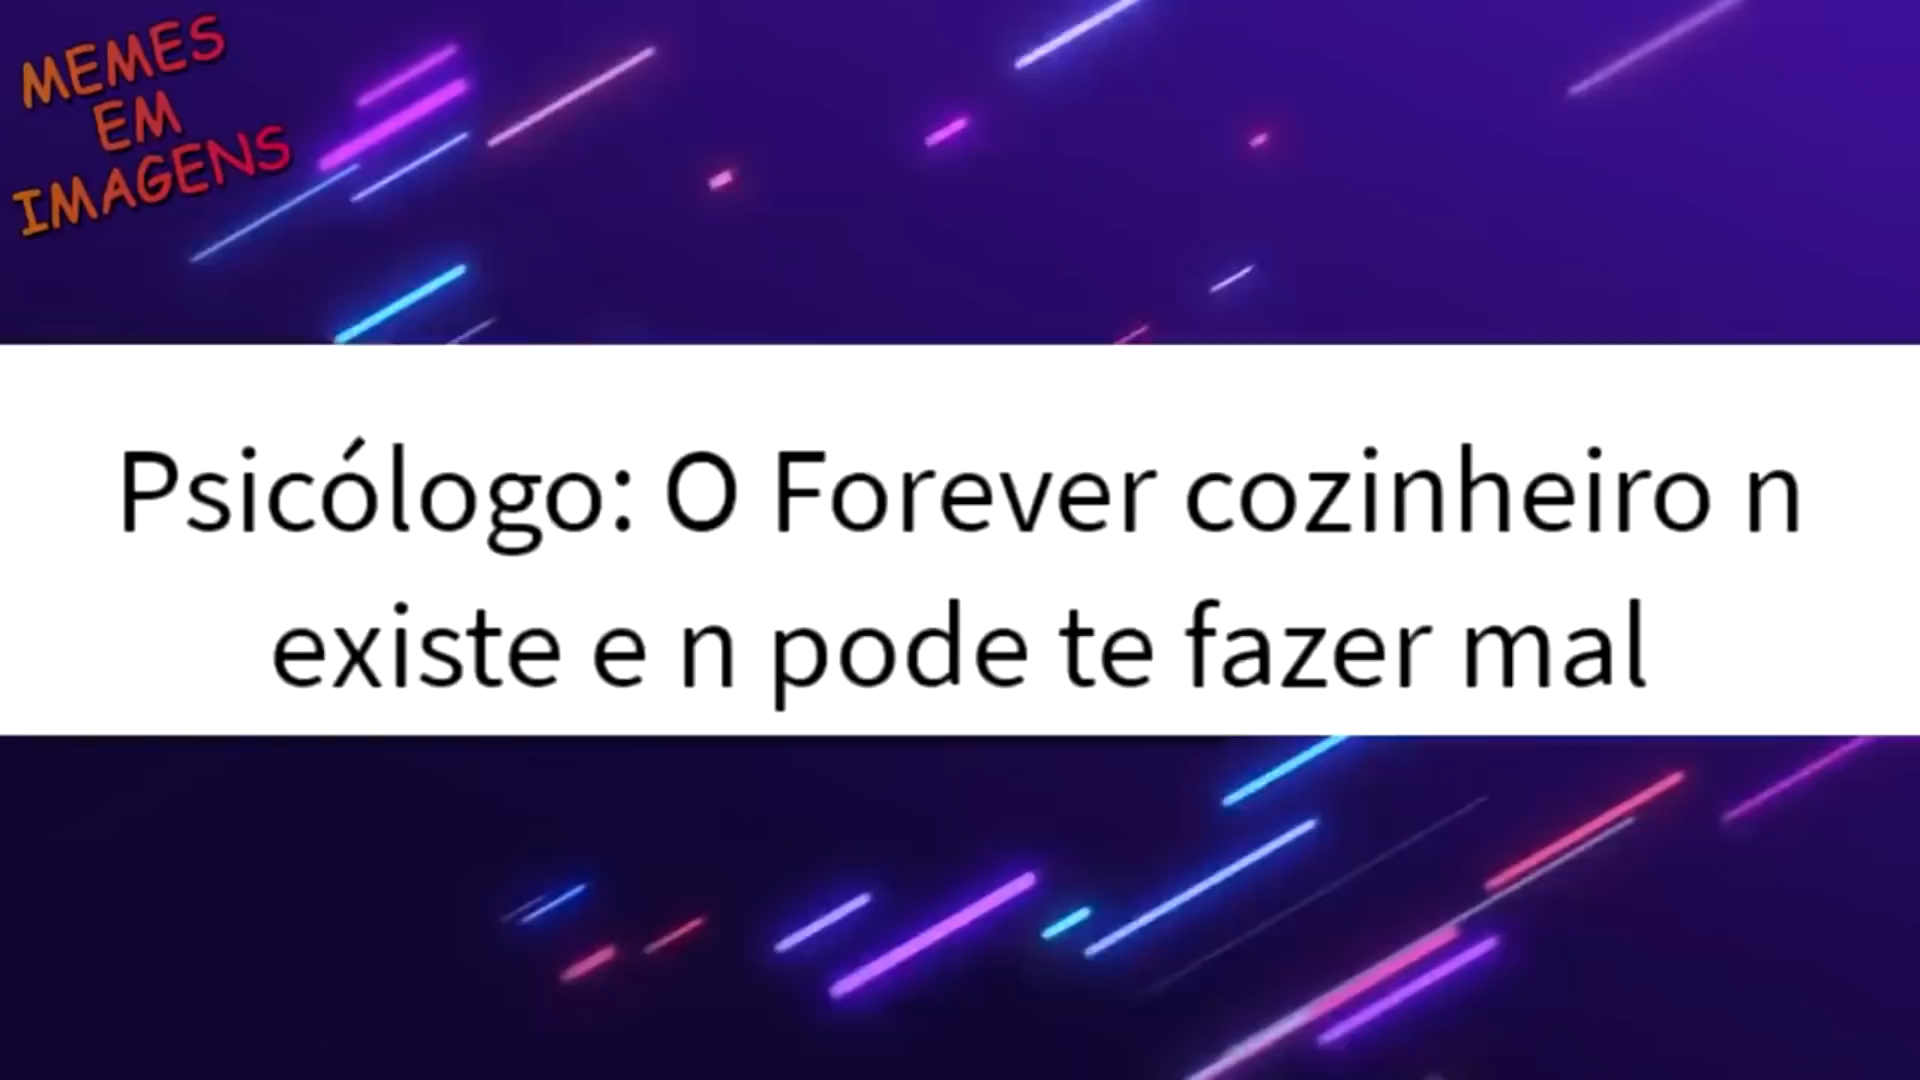 MEMES
EM
IMAGENS
Psicólogo: O Forever cozinheiro n
existe e n pode te fazer mal